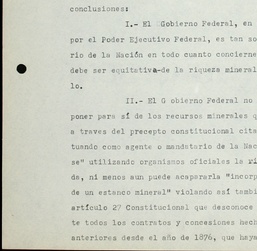 conclusiones:
I.- El Gobierno Federal, en
por el Poder Ejecutivo Federal, es tan so
rio de la Nación en todo cuanto concierne
debe ser equitativa de la riqueza mineral
lo.
II.- El G obierno Federal no
poner para sí de los recursos minerales q
a traves del precepto constitucional cita
tuando como agente o mandatario de la Nac
se" utilizando organismos oficiales la ri
da, ni menos aun puede acapararla "incorp
de un estanco mineral" violando así tambi
artículo 27 Constitucional que desconoce
te todos los contratos y concesiones hech
anteriores desde el año de 1876, que haya